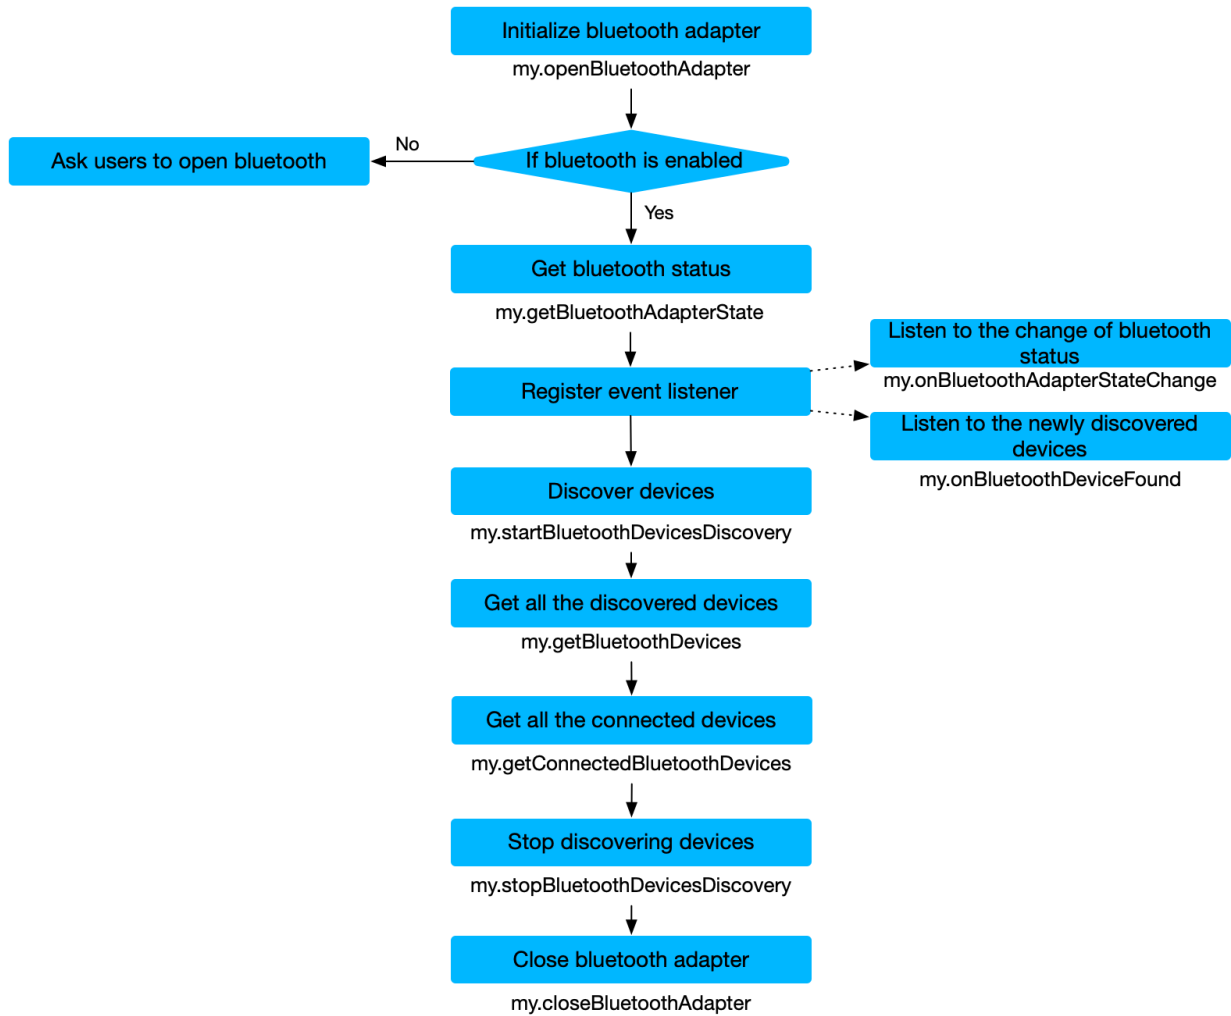 Initialize bluetooth adapter
my.openBluetoothAdapter
No
Ask users to open bluetooth
If bluetooth is enabled
Yes
Get bluetooth status
my.getBluetoothAdapterState
Listen to the change of bluetooth
status
my.onBluetoothAdapterStateChange
Register event listener
Listen to the newly discovered
devices
my.onBluetoothDeviceFound
Discover devices
my.startBluetoothDevicesDiscovery
Get all the discovered devices
my.getBluetoothDevices
Get all the connected devices
my.getConnectedBluetoothDevices
Stop discovering devices
my.stopBluetoothDevicesDiscovery
Close bluetooth adapter
my.closeBluetoothAdapter